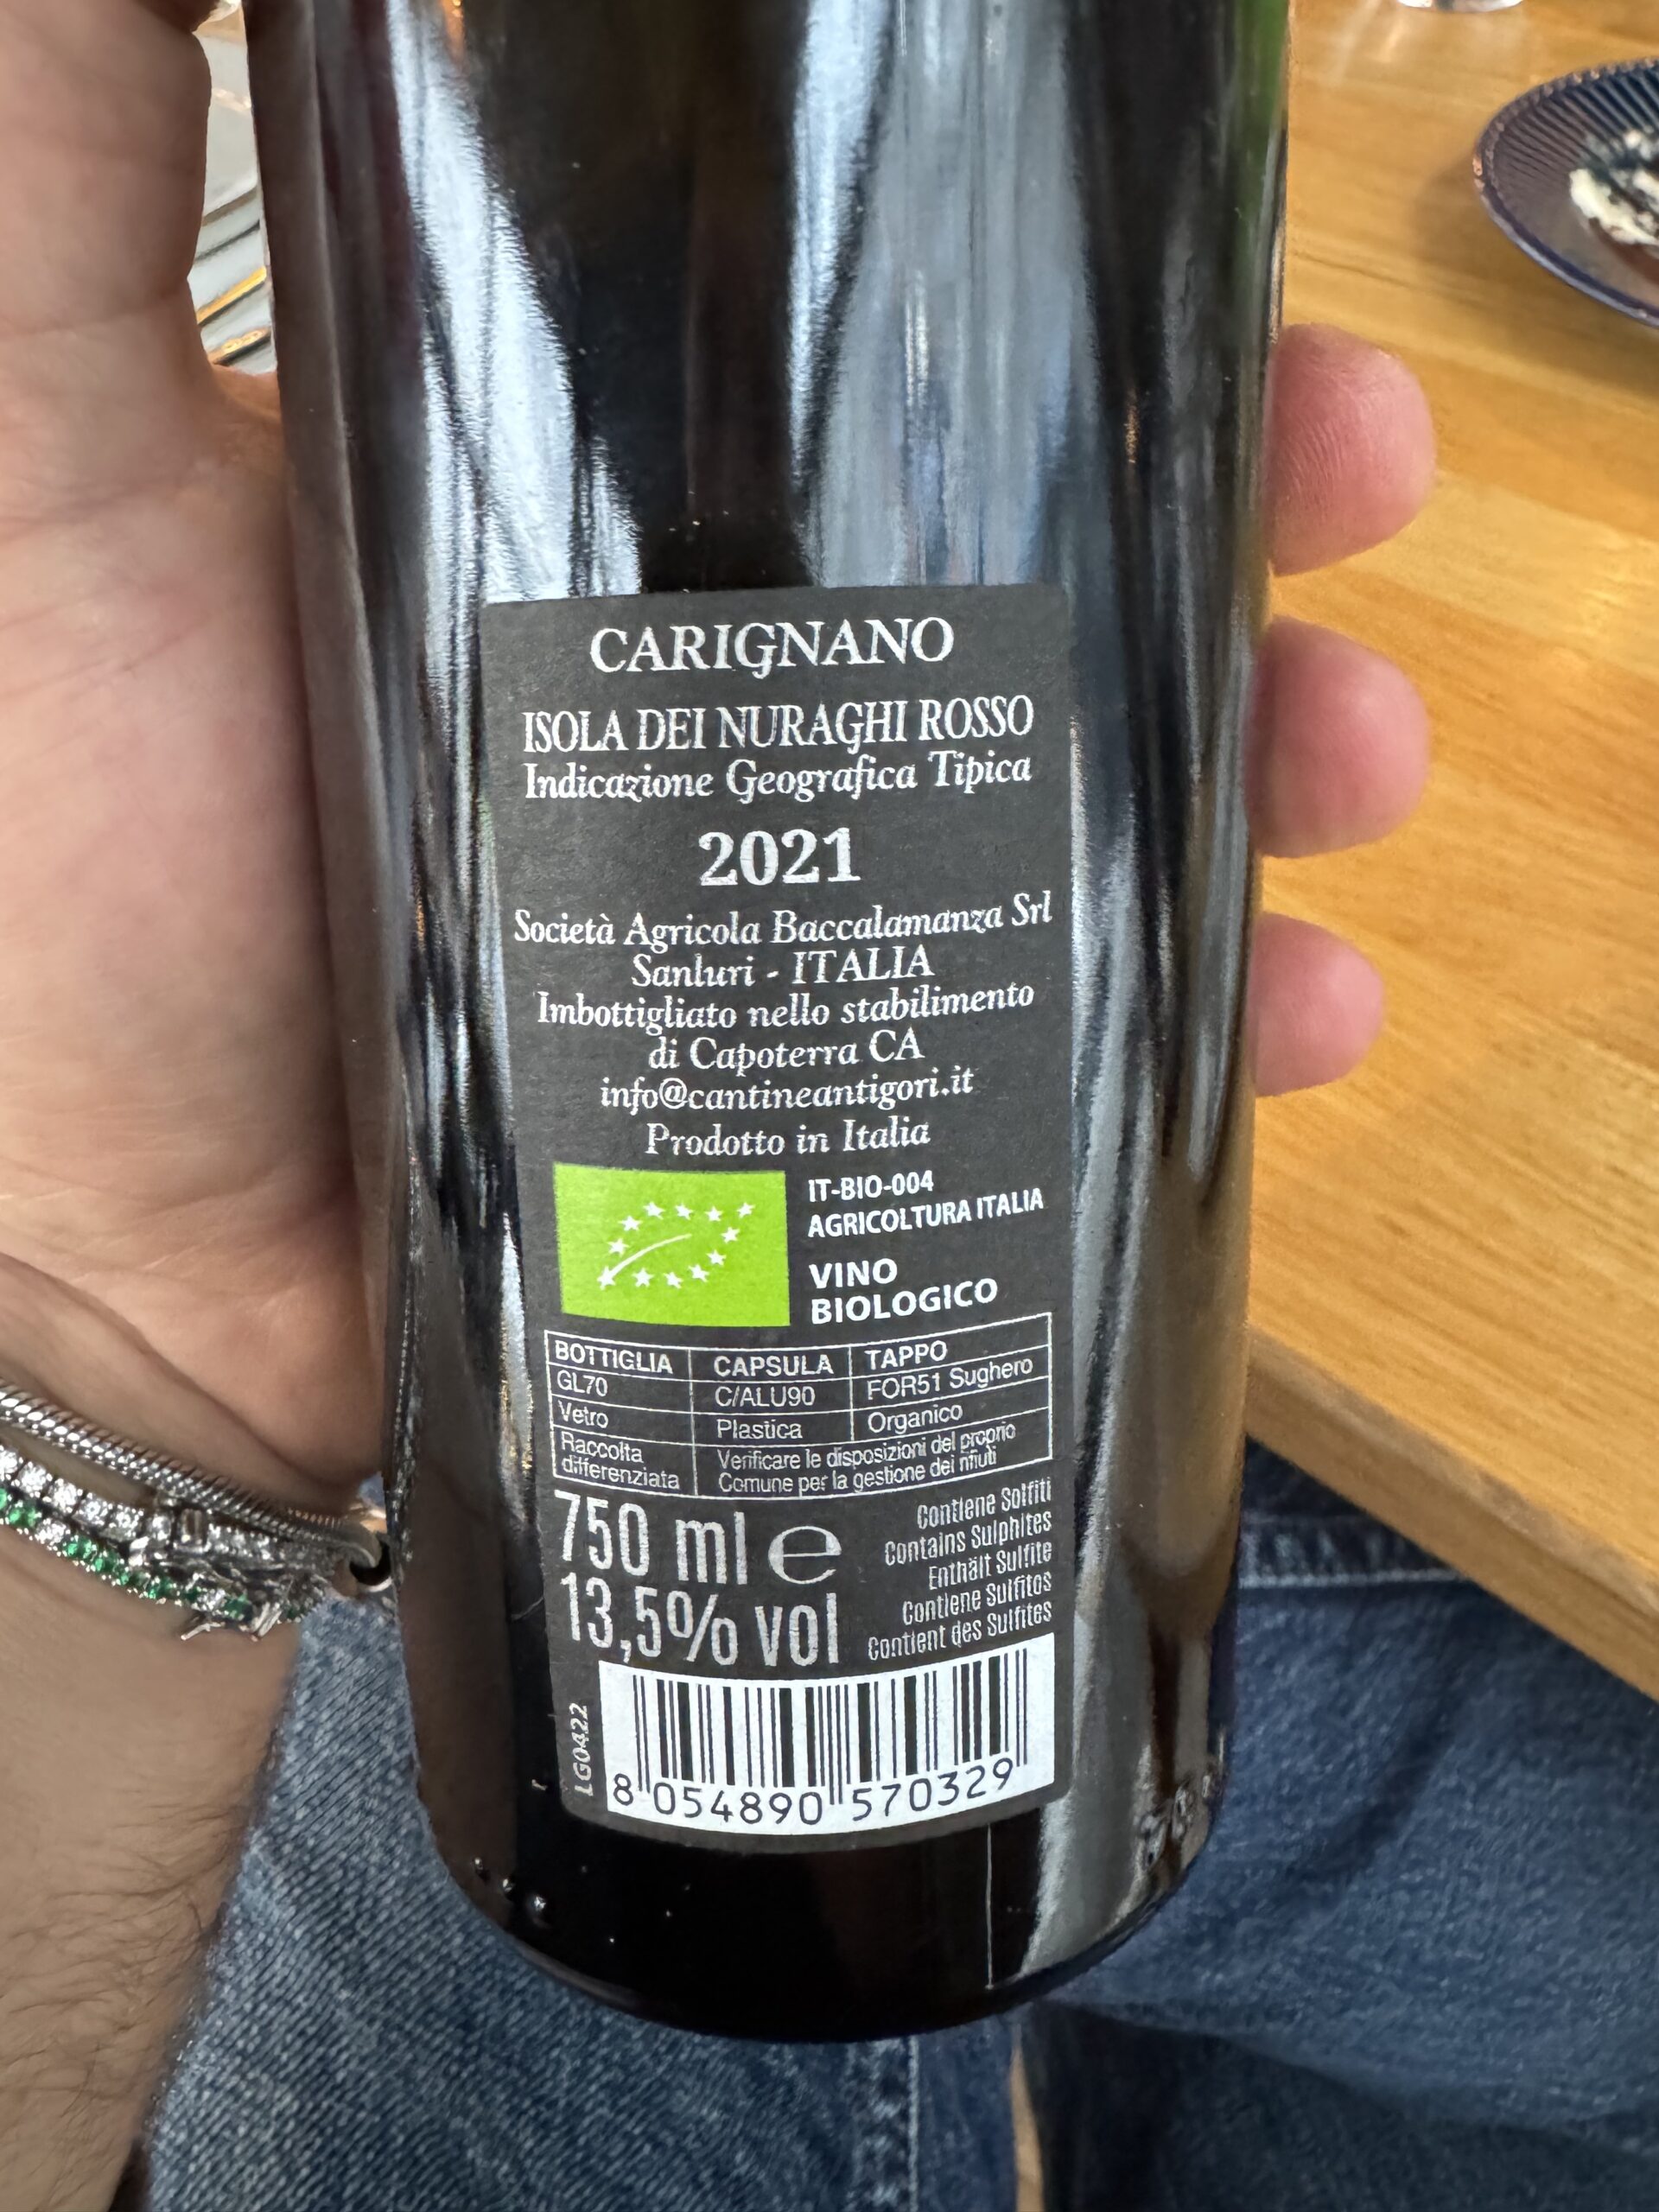 CARIGNANO
ISOLA DEI NURAGHI ROSSO
Indicazione Geografica Tipica
2021
Società Agricola Baccalamanza Srl
Sanluri - ITALIA
Imbottigliato nello stabilimento
di Capoterra CA
info@cantineantigori.it
Prodotto in Italia
IT-BIO-004
AGRICOLTURA ITALIA
VINO
BIOLOGICO
BOTTIGLIA CAPSULA TAPPO
GL70 C/ALU90 FOR51 Sughero
Vetro Plastica Organico
Raccolta
differenziata
Verificare le disposizioni del proprio
Comune per la gestione dei rifiuti
750 ml e
13,5% vol
Contiene Solfiti
Contains Sulphites
Enthält Sulfite
Contiene Sulfitos
Contient des Sulfites
LG0422
8 054890 570329